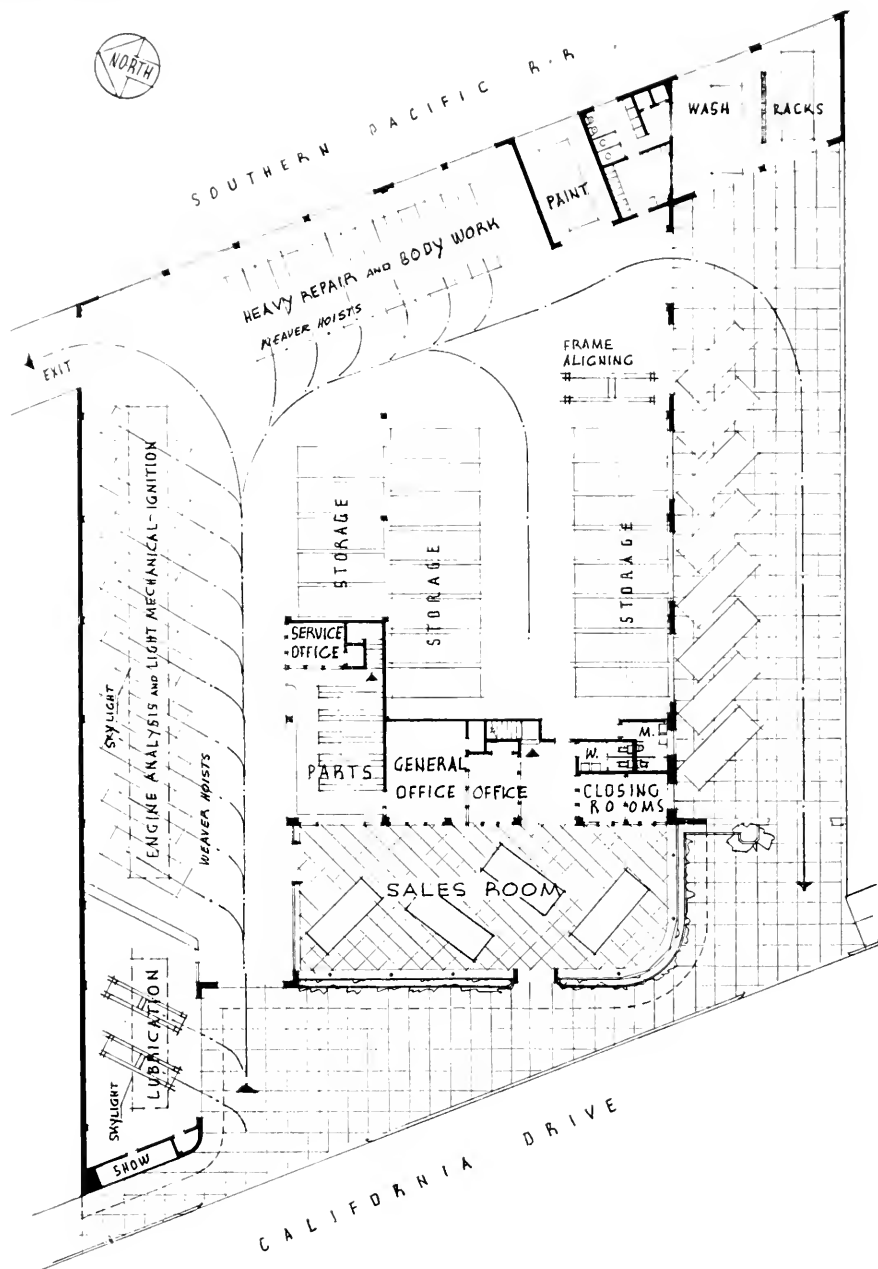 NORTH
SOUTHERN PACIFIC R.R.
WASH RACKS
PAINT
HEAVY REPAIR AND BODY WORK
WEAVER HOISTS
EXIT
FRAME
ALIGNING
ENGINE ANALYSIS AND LIGHT MECHANICAL-IGNITION
SKYLIGHT
WEAVER HOISTS
STORAGE
STORAGE
STORAGE
SERVICE
OFFICE
PARTS
GENERAL
OFFICE
OFFICE
W.
M.
CLOSING
ROOMS
SALES ROOM
LUBRICATION
SKYLIGHT
SHOW
CALIFORNIA DRIVE